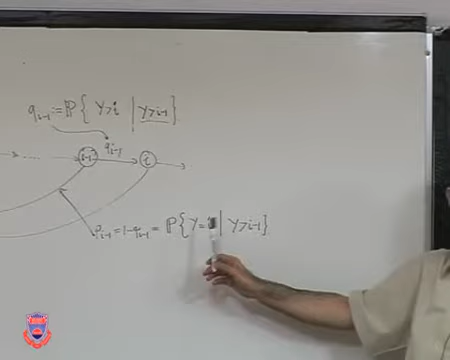 q_{i-1} := ℙ{ Y>i | Y>i-1 }
q_{i-1}
i-1
i
p_{i-1} = 1-q_{i-1} = ℙ{ Y=i | Y>i-1 }